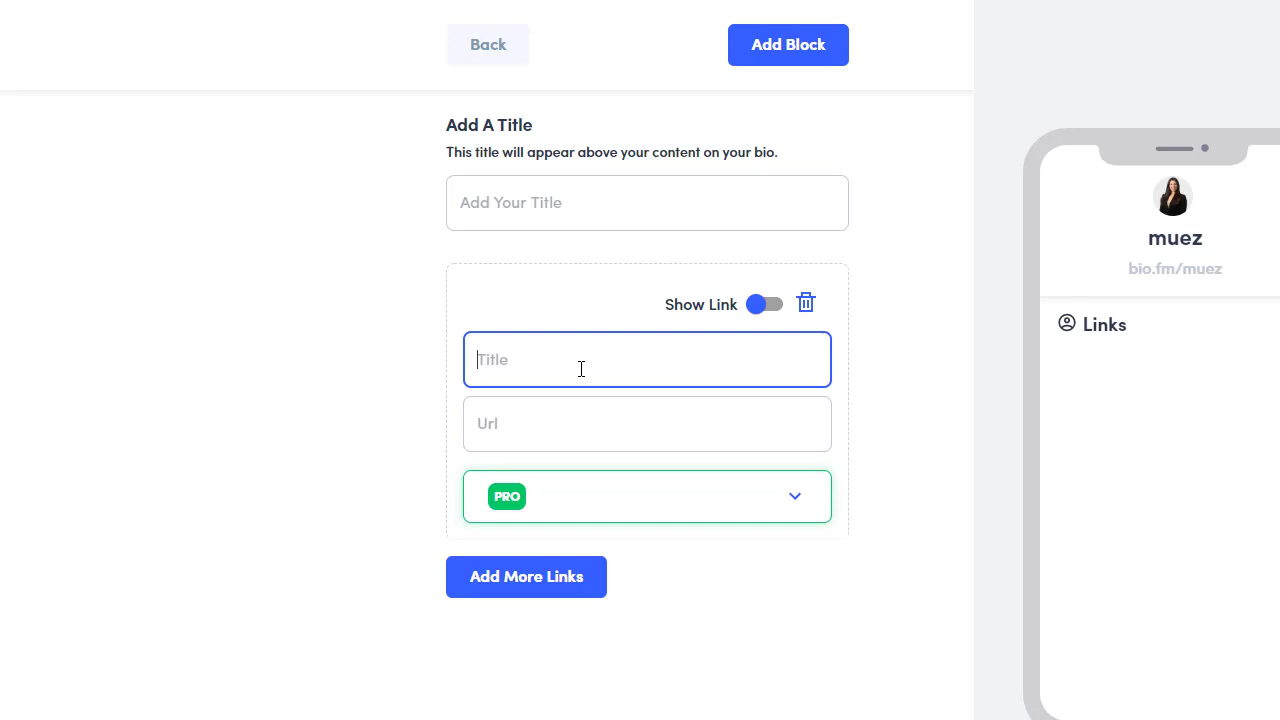 Back
Add Block
Add A Title
This title will appear above your content on your bio.
Add Your Title
Show Link
Title
Url
PRO
Add More Links
muez
bio.fm/muez
Links